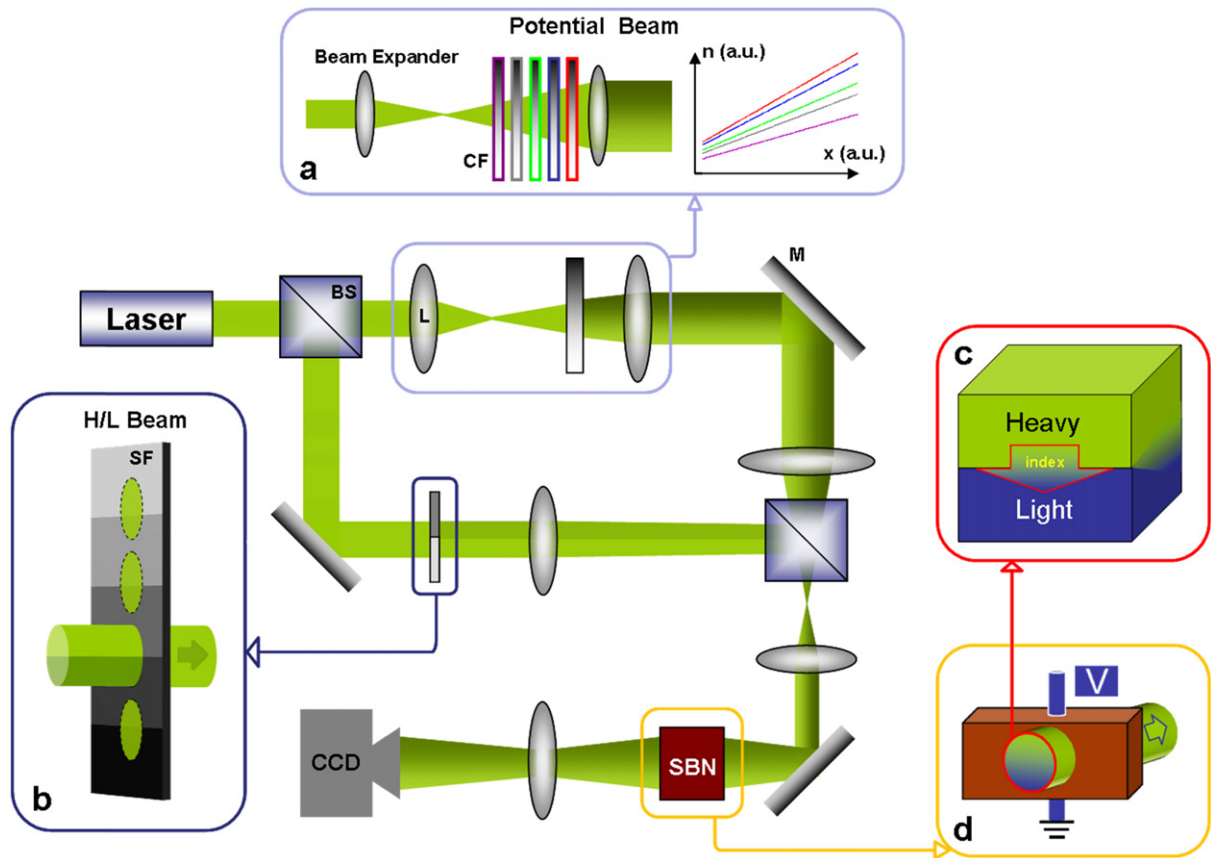 Potential Beam
Beam Expander
n (a.u.)
CF
x (a.u.)
a
M
BS
Laser
L
c
H/L Beam
Heavy
SF
index
Light
V
CCD
SBN
b
d